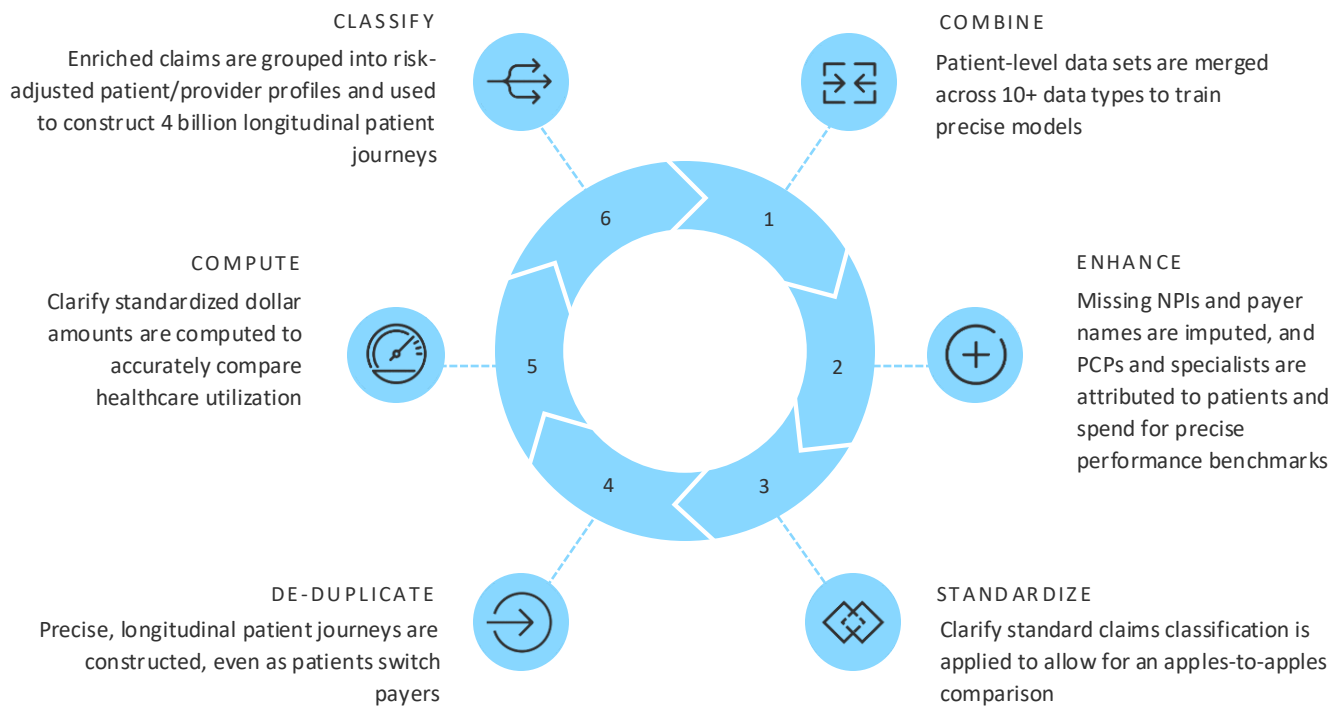 COMBINE
Patient-level data sets are merged
across 10+ data types to train
precise models
1
ENHANCE
Missing NPIs and payer
names are imputed, and
PCPs and specialists are
attributed to patients and
spend for precise
performance benchmarks
2
STANDARDIZE
Clarify standard claims classification is
applied to allow for an apples-to-apples
comparison
3
DE-DUPLICATE
Precise, longitudinal patient journeys are
constructed, even as patients switch
payers
4
COMPUTE
Clarify standardized dollar
amounts are computed to
accurately compare
healthcare utilization
5
CLASSIFY
Enriched claims are grouped into risk-
adjusted patient/provider profiles and used
to construct 4 billion longitudinal patient
journeys
6